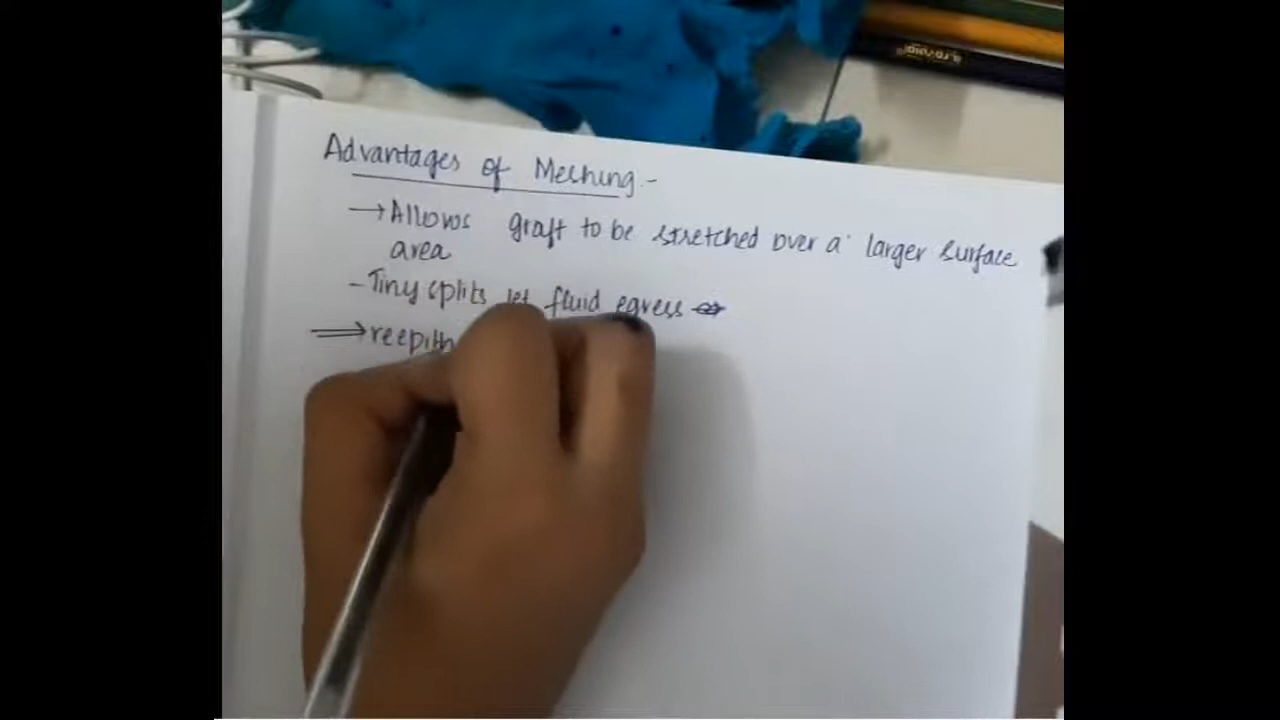 Advantages of Meshing :-
→ Allows graft to be stretched over a larger surface
area
- Tiny splits let fluid egress
⟹ reepith